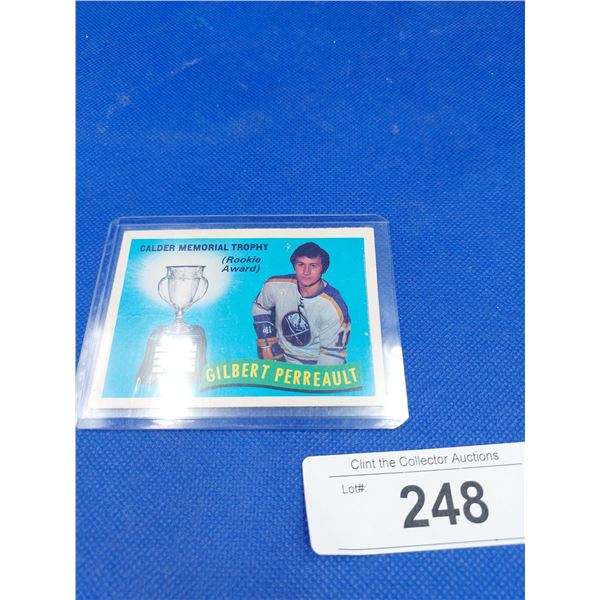 CALDER MEMORIAL TROPHY
(Rookie
Award)
GILBERT PERREAULT
Clint the Collector Auctions
Lot#:
248